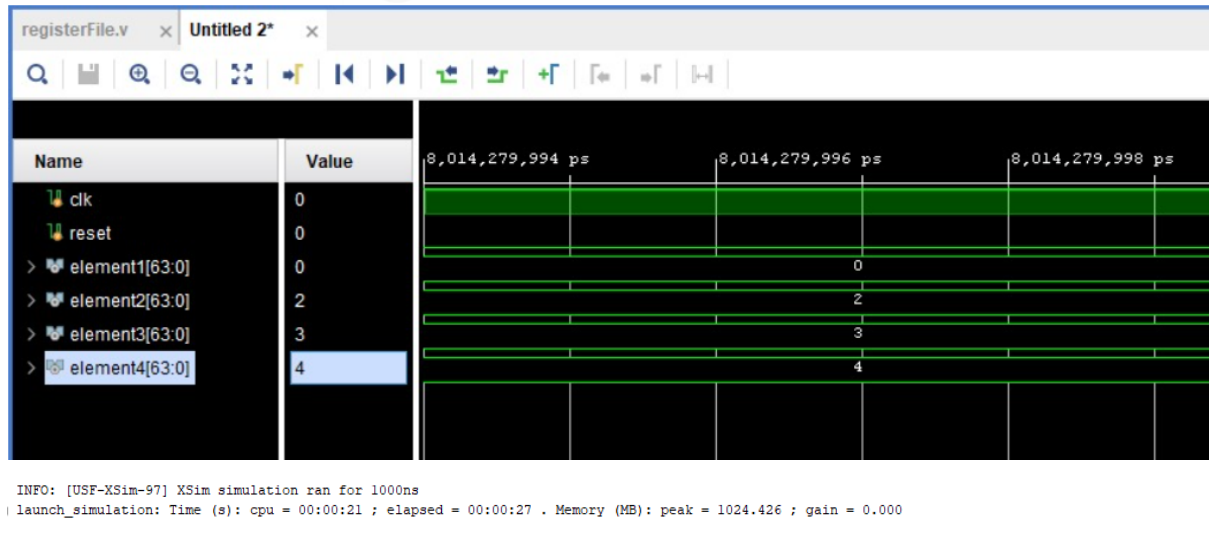 registerFile.v × Untitled 2* ×
Name Value 8,014,279,994 ps 8,014,279,996 ps 8,014,279,998 ps
clk 0
reset 0
element1[63:0] 0 0
element2[63:0] 2 2
element3[63:0] 3 3
element4[63:0] 4 4
INFO: [USF-XSim-97] XSim simulation ran for 1000ns
launch_simulation: Time (s): cpu = 00:00:21 ; elapsed = 00:00:27 . Memory (MB): peak = 1024.426 ; gain = 0.000